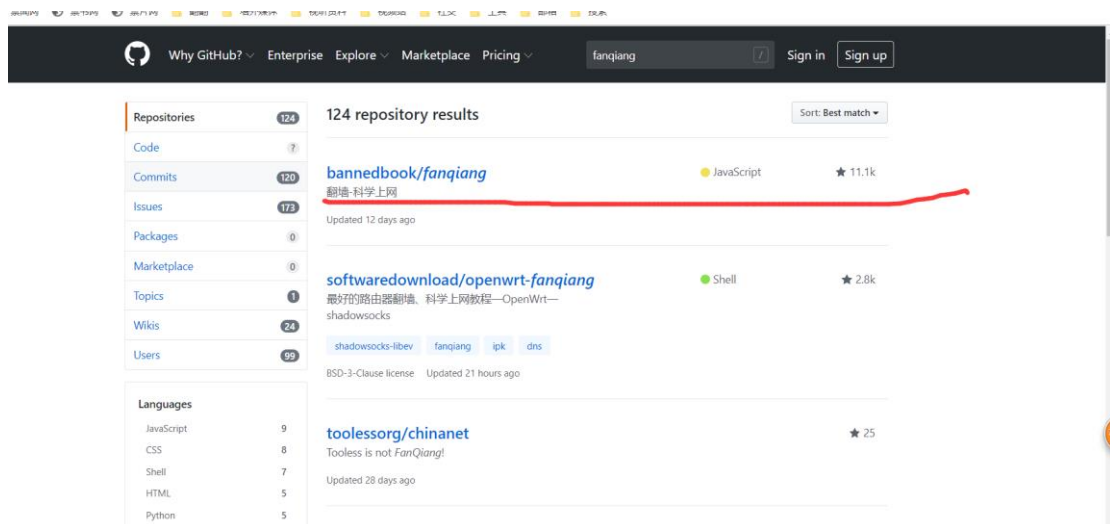 Why GitHub? Enterprise Explore Marketplace Pricing fanqiang / Sign in Sign up
Repositories 124
Code ?
Commits 120
Issues 173
Packages 0
Marketplace 0
Topics 1
Wikis 24
Users 99
Languages
JavaScript 9
CSS 8
Shell 7
HTML 5
Python 5
124 repository results
Sort: Best match
bannedbook/fanqiang
JavaScript
11.1k
翻墙-科学上网
Updated 12 days ago
softwaredownload/openwrt-fanqiang
Shell
2.8k
最好的路由器翻墙、科学上网教程—OpenWrt—
shadowsocks
shadowsocks-libev fanqiang ipk dns
BSD-3-Clause license Updated 21 hours ago
toolessorg/chinanet
25
Tooless is not FanQiang!
Updated 28 days ago